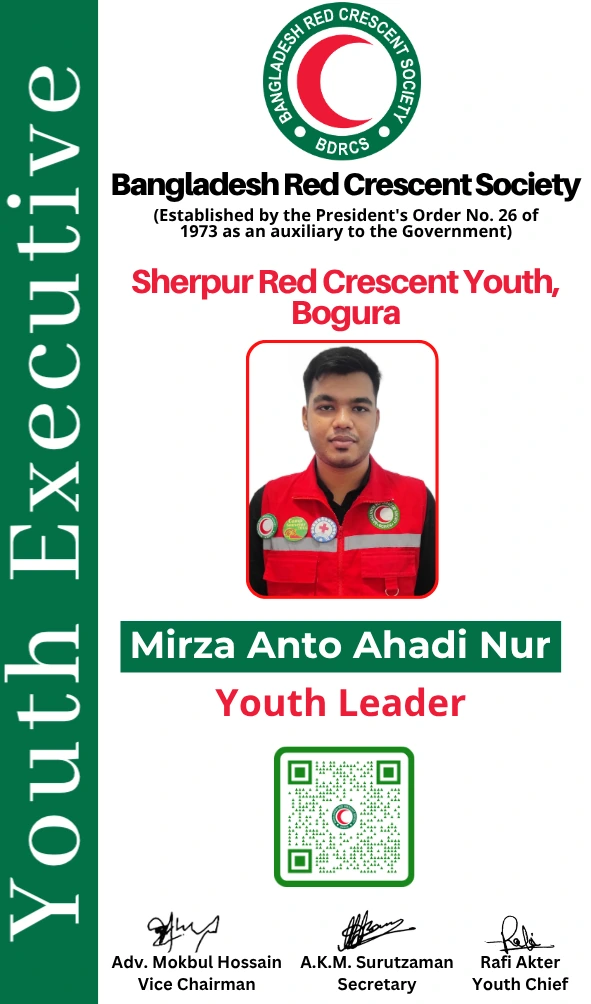 Youth Executive
BANGLADESH RED CRESCENT SOCIETY
BDRCS
Bangladesh Red Crescent Society
(Established by the President's Order No. 26 of
1973 as an auxiliary to the Government)
Sherpur Red Crescent Youth,
Bogura
Mirza Anto Ahadi Nur
Youth Leader
Rafi
Adv. Mokbul Hossain
Vice Chairman
A.K.M. Surutzaman
Secretary
Rafi Akter
Youth Chief